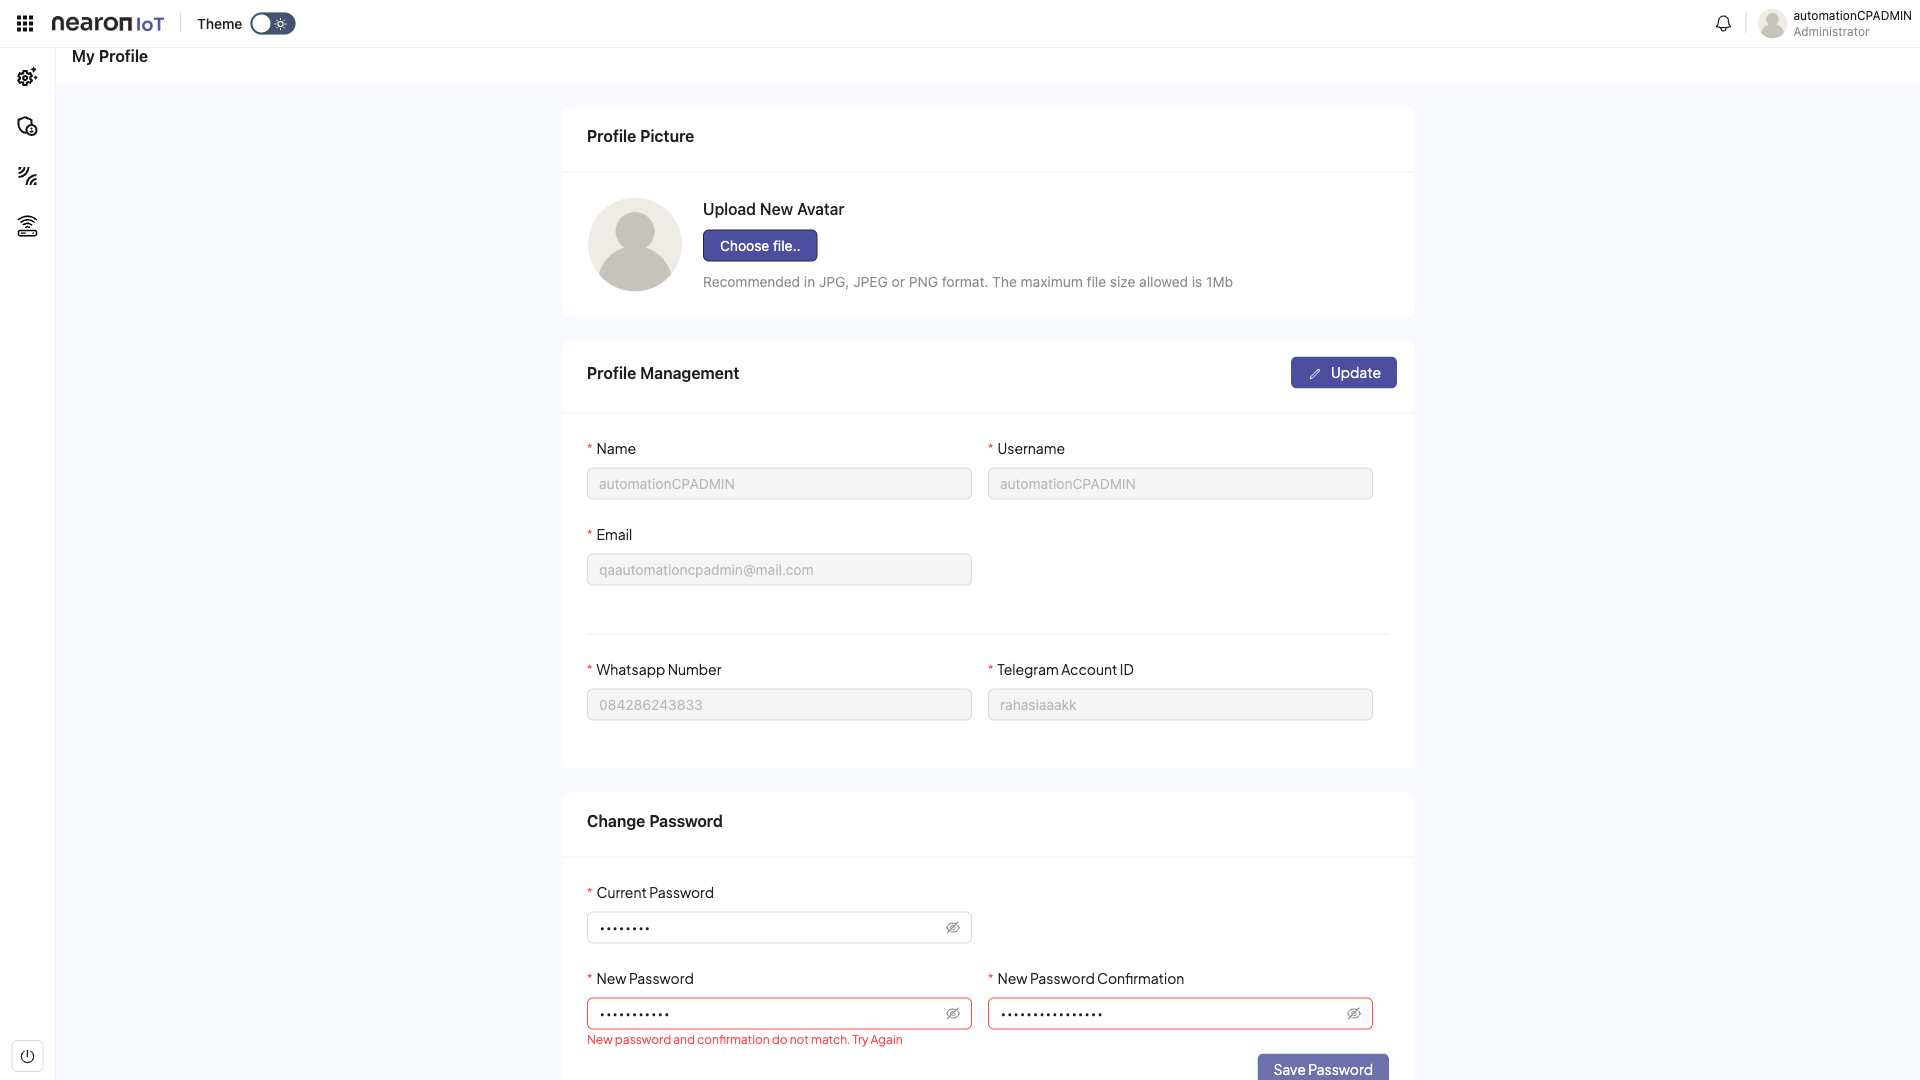 nearon IoT
Theme
automationCPADMIN
Administrator
My Profile
Profile Picture
Upload New Avatar
Choose file..
Recommended in JPG, JPEG or PNG format. The maximum file size allowed is 1Mb
Profile Management
Update
* Name
* Username
automationCPADMIN
automationCPADMIN
* Email
qaautomationcpadmin@mail.com
* Whatsapp Number
* Telegram Account ID
084286243833
rahasiaaakk
Change Password
* Current Password
••••••••
* New Password
* New Password Confirmation
•••••••••••
••••••••••••••••
New password and confirmation do not match. Try Again
Save Password